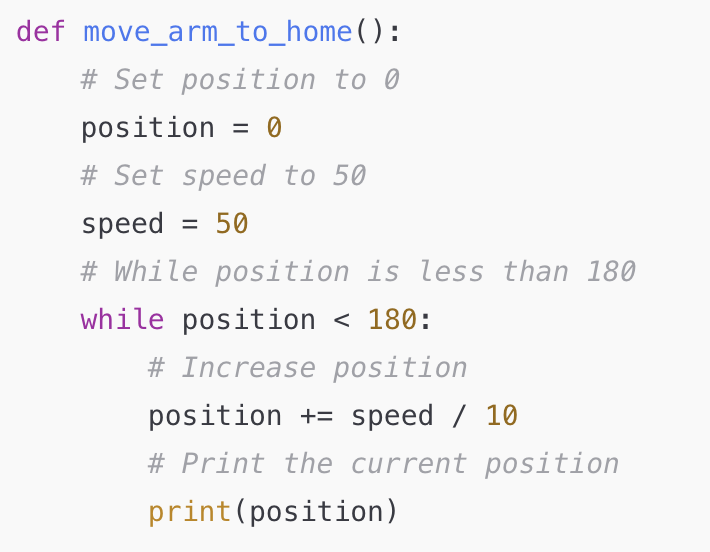 def move_arm_to_home():
    # Set position to 0
    position = 0
    # Set speed to 50
    speed = 50
    # While position is less than 180
    while position < 180:
        # Increase position
        position += speed / 10
        # Print the current position
        print(position)